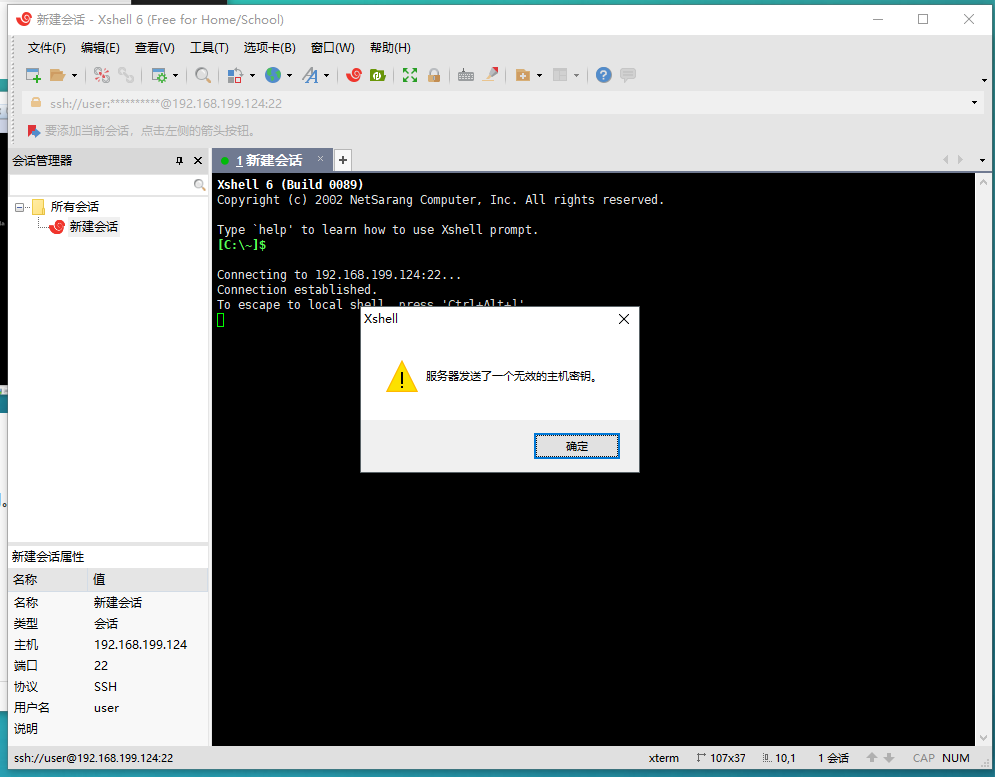 新建会话 - Xshell 6 (Free for Home/School)
文件(F) 编辑(E) 查看(V) 工具(T) 选项卡(B) 窗口(W) 帮助(H)
ssh://user:**********@192.168.199.124:22
要添加当前会话，点击左侧的箭头按钮。
会话管理器
1 新建会话
所有会话
新建会话
Xshell 6 (Build 0089)
Copyright (c) 2002 NetSarang Computer, Inc. All rights reserved.
Type `help' to learn how to use Xshell prompt.
[C:\~]$
Connecting to 192.168.199.124:22...
Connection established.
To escape to local shell, press 'Ctrl+Alt+]'.
Xshell
服务器发送了一个无效的主机密钥。
确定
新建会话属性
名称 值
名称 新建会话
类型 会话
主机 192.168.199.124
端口 22
协议 SSH
用户名 user
说明
ssh://user@192.168.199.124:22
xterm 107x37 10,1 1 会话 CAP NUM